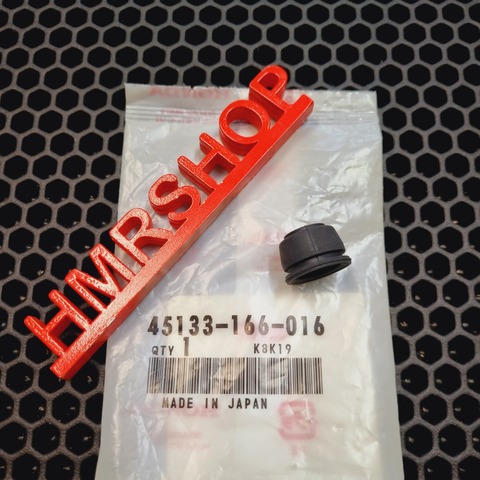 HMRSHOP
45133-166-016
QTY 1 K8K19
MADE IN JAPAN